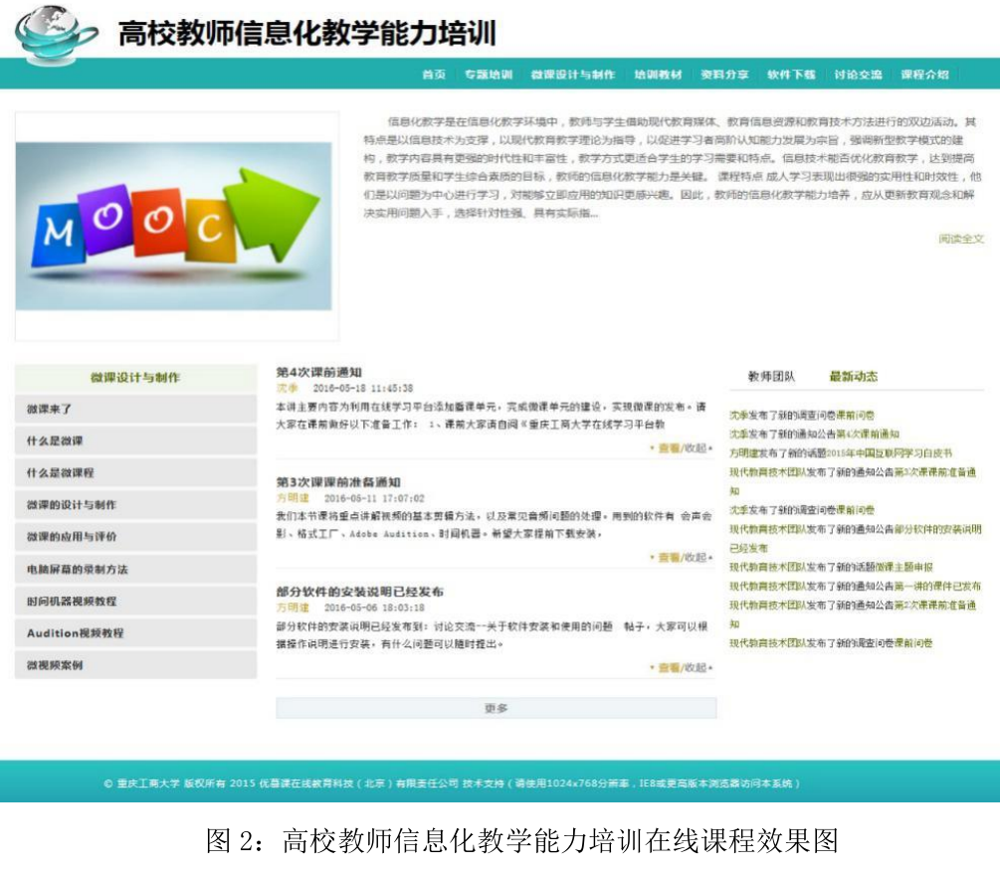 高校教师信息化教学能力培训
首页 专题培训 微课设计与制作 培训教材 资料分享 软件下载 讨论交流 课程介绍
信息化教学是在信息化教学环境中，教师与学生借助现代教育媒体、教育信息资源和教育技术方法进行的双边活动。其
特点是以信息技术为支撑，以现代教育教学理论为指导，以促进学习者高阶认知能力发展为宗旨，强调新型教学模式的建
构，教学内容具有更强的时代性和丰富性，教学方式更适合学生的学习需要和特点。信息技术能否优化教育教学，达到提高
教育教学质量和学生综合素质的目标，教师的信息化教学能力是关键。 课程特点 成人学习表现出很强的实用性和时效性，他
们是以问题为中心进行学习，对能够立即应用的知识更感兴趣。因此，教师的信息化教学能力培养，应从更新教育观念和解
决实用问题入手，选择针对性强、具有实际指...
阅读全文
MOOC
微课设计与制作
微课来了
什么是微课
什么是微课程
微课的设计与制作
微课的应用与评价
电脑屏幕的录制方法
时间机器视频教程
Audition视频教程
微视频案例
第4次课前通知
沈季 2016-05-18 11:45:38
本讲主要内容为利用在线学习平台添加播课单元，完成微课单元的建设，实现微课的发布。请
大家在课前做好以下准备工作： 1、课前大家请自阅《重庆工商大学在线学习平台教
查看/收起
第3次课课前准备通知
方明建 2016-05-11 17:07:02
我们本节课将重点讲解视频的基本剪辑方法，以及常见音频问题的处理。用到的软件有 会声会
影、格式工厂、Adobe Audition、时间机器。希望大家提前下载安装，
查看/收起
部分软件的安装说明已经发布
方明建 2016-05-06 18:03:18
部分软件的安装说明已经发布到：讨论交流--关于软件安装和使用的问题 帖子，大家可以根
据操作说明进行安装，有什么问题可以随时提出。
查看/收起
更多
教师团队 最新动态
沈季发布了新的调查问卷课前问卷
沈季发布了新的通知公告第4次课前通知
方明建发布了新的话题2015年中国互联网学习白皮书
现代教育技术团队发布了新的通知公告第3次课课前准备通
知
沈季发布了新的调查问卷课前问卷
现代教育技术团队发布了新的通知公告部分软件的安装说明
已经发布
现代教育技术团队发布了新的话题微课主题申报
现代教育技术团队发布了新的通知公告第一讲的课件已发布
现代教育技术团队发布了新的通知公告第2次课课前准备通
知
现代教育技术团队发布了新的调查问卷课前问卷
© 重庆工商大学 版权所有 2015 优慕课在线教育科技（北京）有限责任公司 技术支持（请使用1024x768分辨率，IE8或更高版本浏览器访问本系统）
图 2：高校教师信息化教学能力培训在线课程效果图